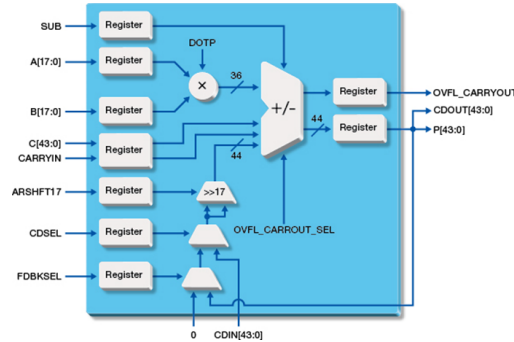 SUB
Register
A[17:0]
Register
DOTP
B[17:0]
Register
×
36
+/-
Register
OVFL_CARRYOUT
CDOUT[43:0]
C[43:0]
CARRYIN
Register
44
Register
44
P[43:0]
ARSHFT17
Register
>>17
CDSEL
Register
OVFL_CARROUT_SEL
FDBKSEL
Register
0
CDIN[43:0]